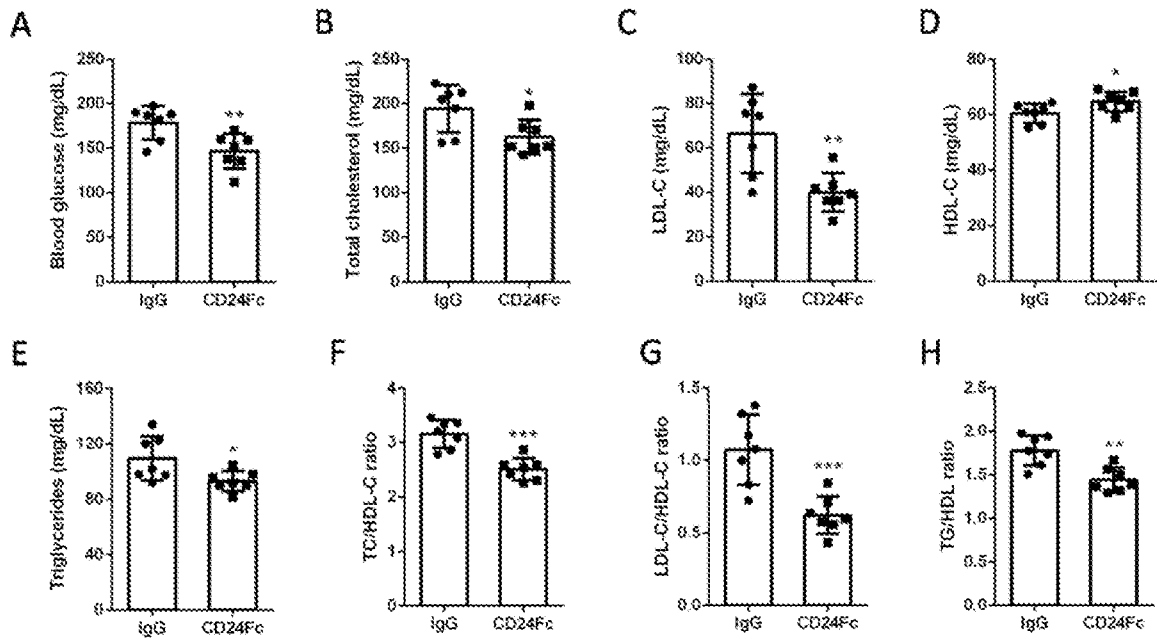 A
Blood glucose (mg/dL)
250
200
150
100
50
0
**
IgG
CD24Fc
B
Total cholesterol (mg/dL)
250
200
150
100
50
0
*
IgG
CD24Fc
C
LDL-C (mg/dL)
100
80
60
40
20
0
**
IgG
CD24Fc
D
HDL-C (mg/dL)
80
60
40
20
0
*
IgG
CD24Fc
E
Triglycerides (mg/dL)
160
120
80
40
0
*
IgG
CD24Fc
F
TC/HDL-C ratio
4
3
2
1
0
***
IgG
CD24Fc
G
LDL-C/HDL-C ratio
1.5
1.0
0.5
0.0
***
IgG
CD24Fc
H
TG/HDL ratio
2.5
2.0
1.5
1.0
0.5
0.0
**
IgG
CD24Fc